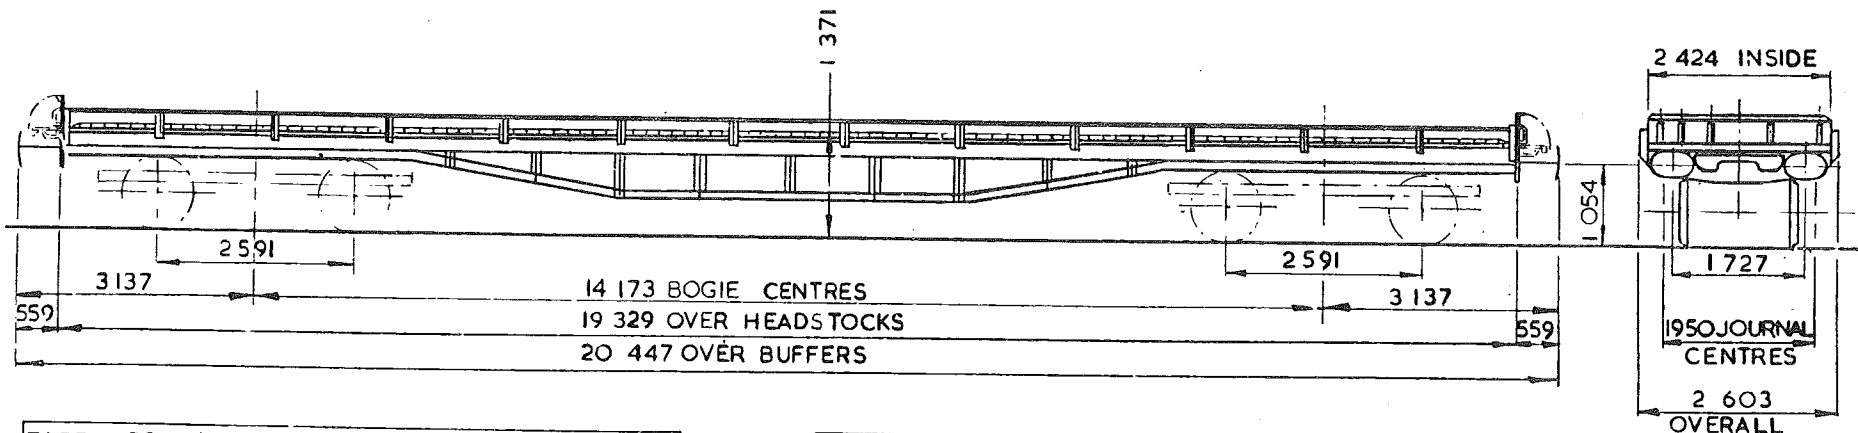 1 371
2 424 INSIDE
1 054
2 591
2 591
1 727
3 137
14 173 BOGIE CENTRES
3 137
559
19 329 OVER HEADSTOCKS
559
1950 JOURNAL
CENTRES
20 447 OVER BUFFERS
2 603
OVERALL